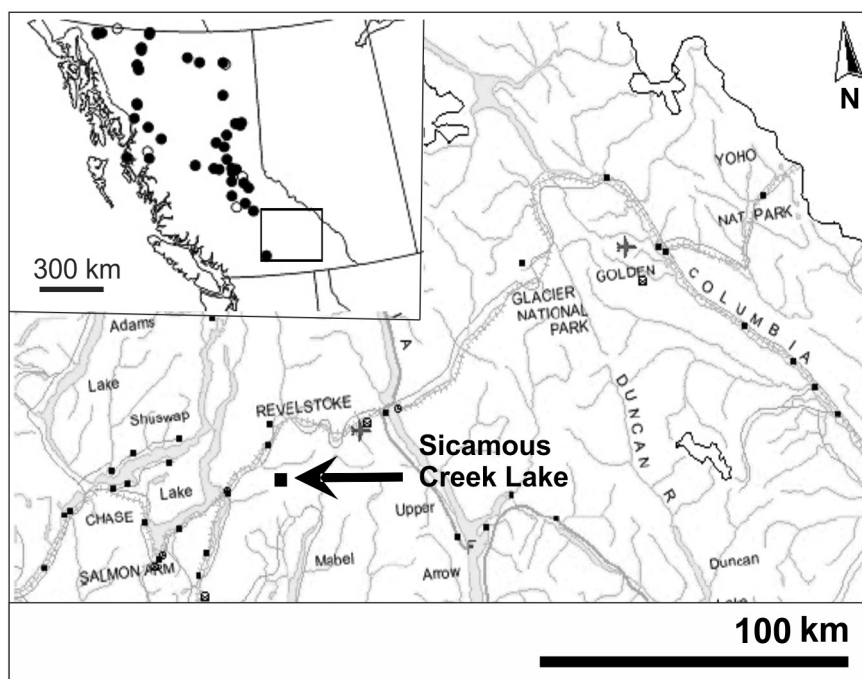 300 km
N
YOHO
NAT PARK
GOLDEN
GLACIER
NATIONAL
PARK
COLUMBIA
DUNCAN R
I A
Adams
Lake
Shuswap
REVELSTOKE
Lake
CHASE
SALMON ARM
Sicamous
Creek Lake
Upper
Arrow
Mabel
Duncan
100 km